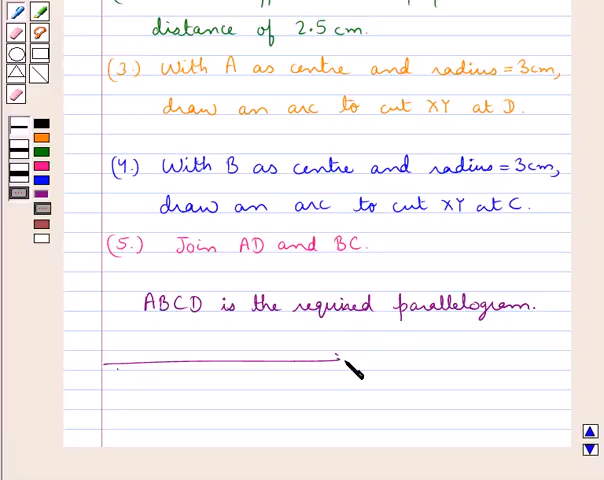 distance of 2.5 cm.
(3.) With A as centre and radius = 3cm,
draw an arc to cut XY at D.
(4.) With B as centre and radius = 3cm,
draw an arc to cut XY at C.
(5.) Join AD and BC.
ABCD is the required parallelogram.